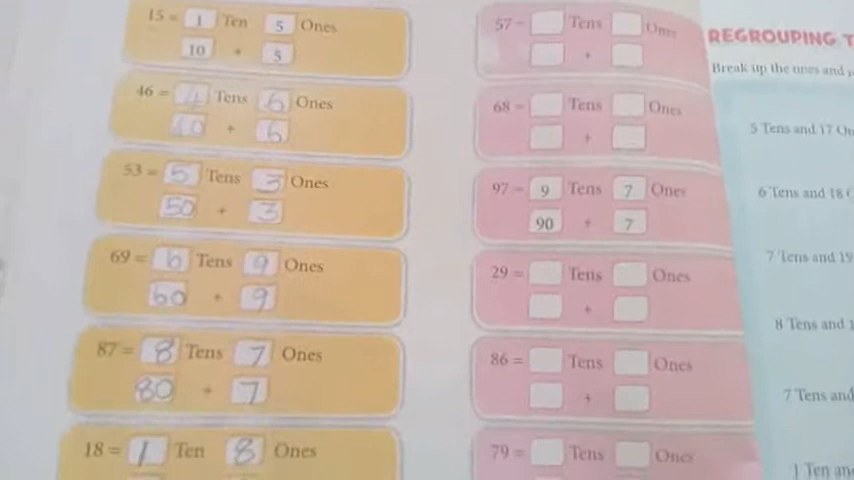 15 = 1 Ten 5 Ones
10 + 5
46 = 4 Tens 6 Ones
40 + 6
53 = 5 Tens 3 Ones
50 + 3
69 = 6 Tens 9 Ones
60 + 9
87 = 8 Tens 7 Ones
80 + 7
18 = 1 Ten 8 Ones
57 = Tens Ones
+
68 = Tens Ones
+
97 = 9 Tens 7 Ones
90 + 7
29 = Tens Ones
+
86 = Tens Ones
+
79 = Tens Ones
REGROUPING T
Break up the ones and
5 Tens and 17 On
6 Tens and 18
7 Tens and 19
8 Tens and 1
7 Tens and
1 Ten an